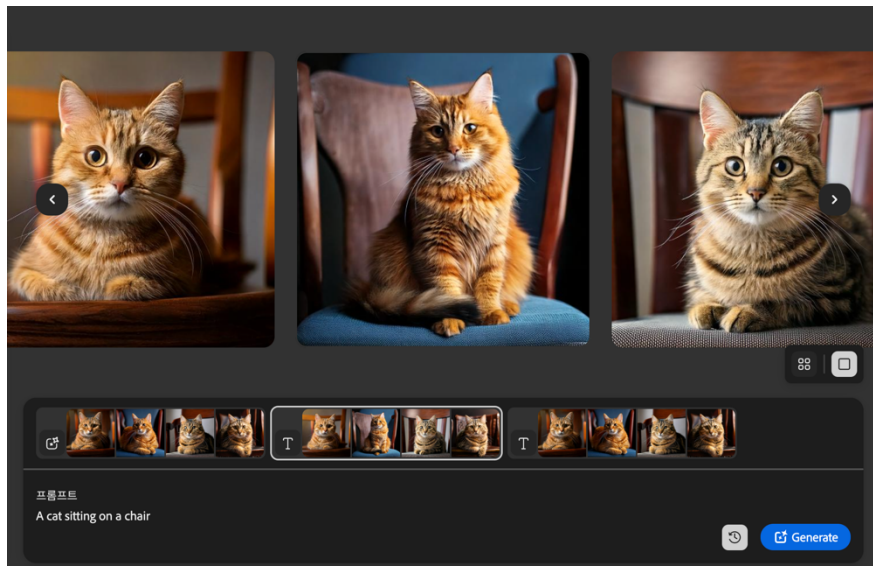 T
T
프롬프트
A cat sitting on a chair
Generate